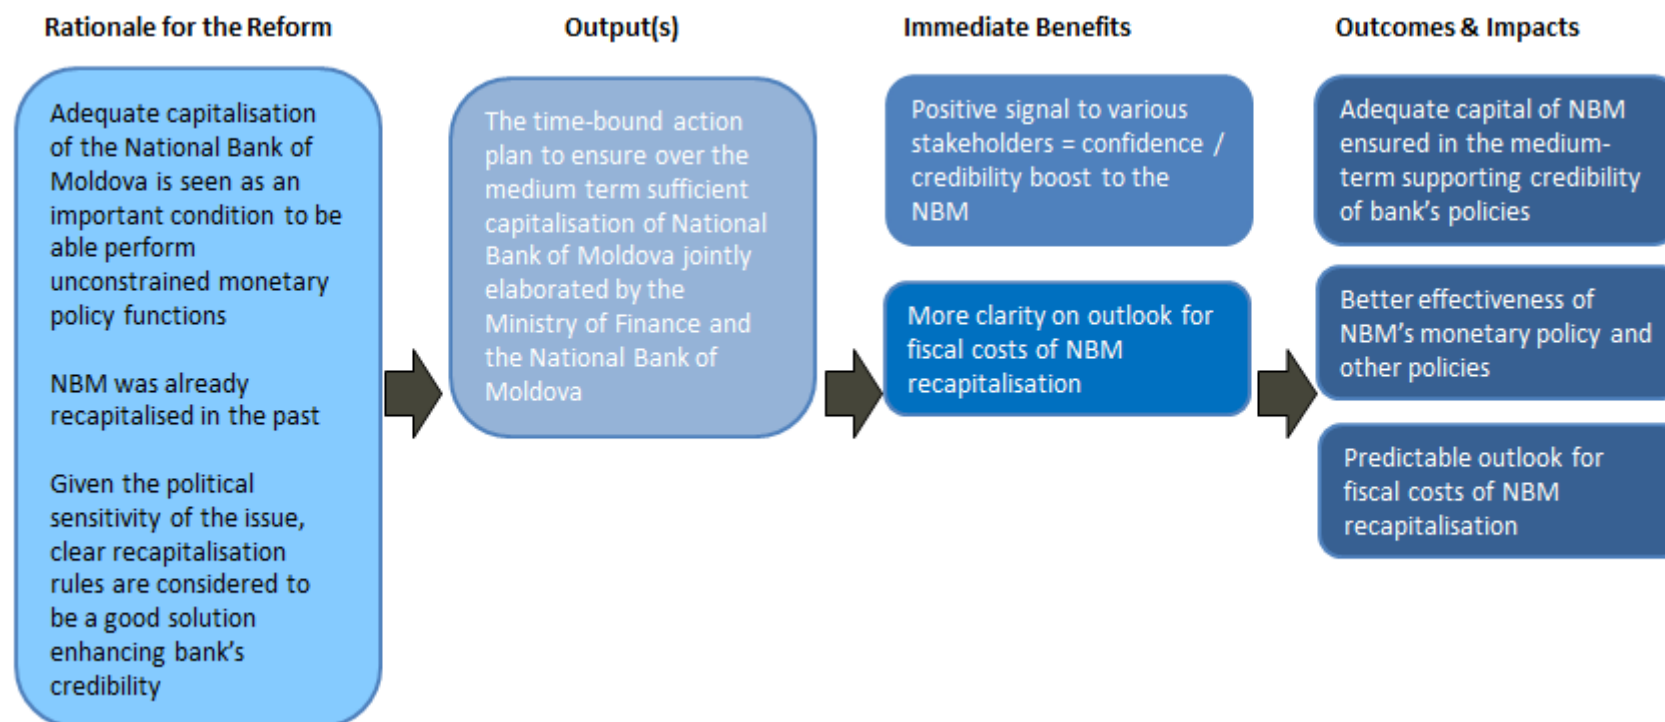 Rationale for the Reform
Adequate capitalisation
of the National Bank of
Moldova is seen as an
important condition to be
able perform
unconstrained monetary
policy functions
NBM was already
recapitalised in the past
Given the political
sensitivity of the issue,
clear recapitalisation
rules are considered to
be a good solution
enhancing bank's
credibility
Output(s)
The time-bound action
plan to ensure over the
medium term sufficient
capitalisation of National
Bank of Moldova jointly
elaborated by the
Ministry of Finance and
the National Bank of
Moldova
Immediate Benefits
Positive signal to various
stakeholders = confidence /
credibility boost to the
NBM
More clarity on outlook for
fiscal costs of NBM
recapitalisation
Outcomes & Impacts
Adequate capital of NBM
ensured in the medium-
term supporting credibility
of bank's policies
Better effectiveness of
NBM's monetary policy and
other policies
Predictable outlook for
fiscal costs of NBM
recapitalisation